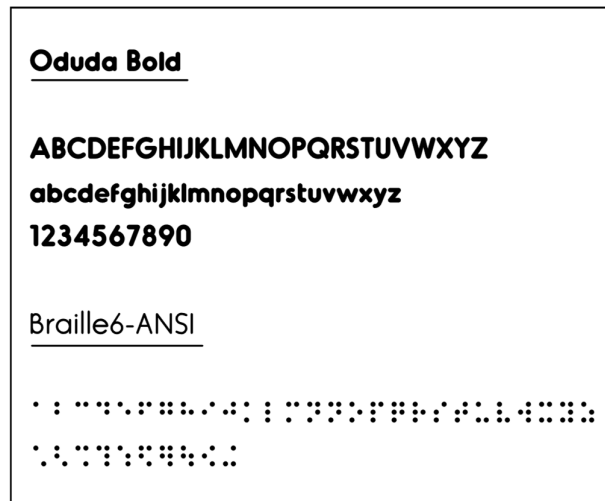 Oduda Bold
ABCDEFGHIJKLMNOPQRSTUVWXYZ
abcdefghijklmnopqrstuvwxyz
1234567890
Braille6-ANSI